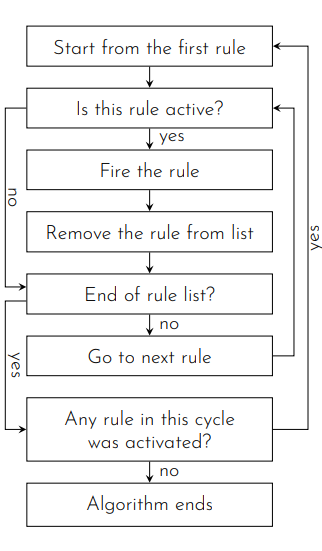 Start from the first rule
Is this rule active?
yes
Fire the rule
no
Remove the rule from list
yes
End of rule list?
no
Go to next rule
yes
Any rule in this cycle
was activated?
no
Algorithm ends